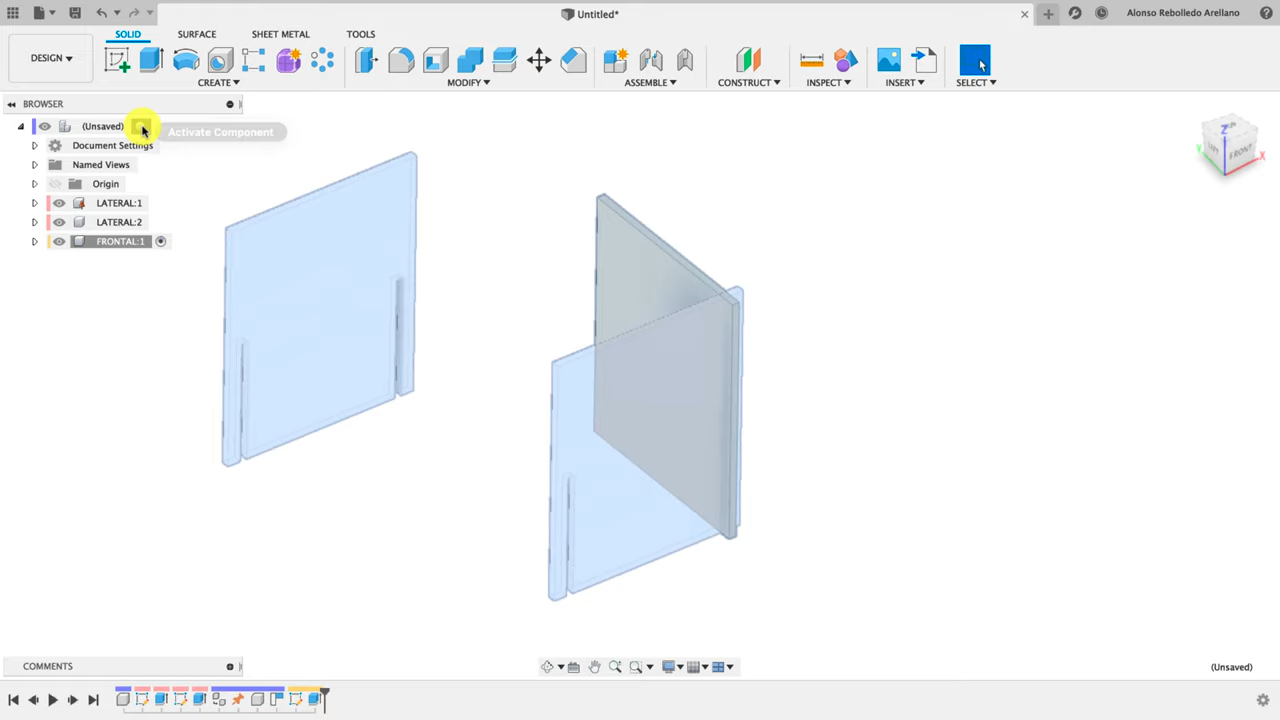 Untitled*
Alonso Rebolledo Arellano
DESIGN
SOLID
SURFACE
SHEET METAL
TOOLS
CREATE
MODIFY
ASSEMBLE
CONSTRUCT
INSPECT
INSERT
SELECT
BROWSER
(Unsaved)
Activate Component
Document Settings
Named Views
Origin
LATERAL:1
LATERAL:2
FRONTAL:1
Z
FRONT
X
Y
COMMENTS
(Unsaved)